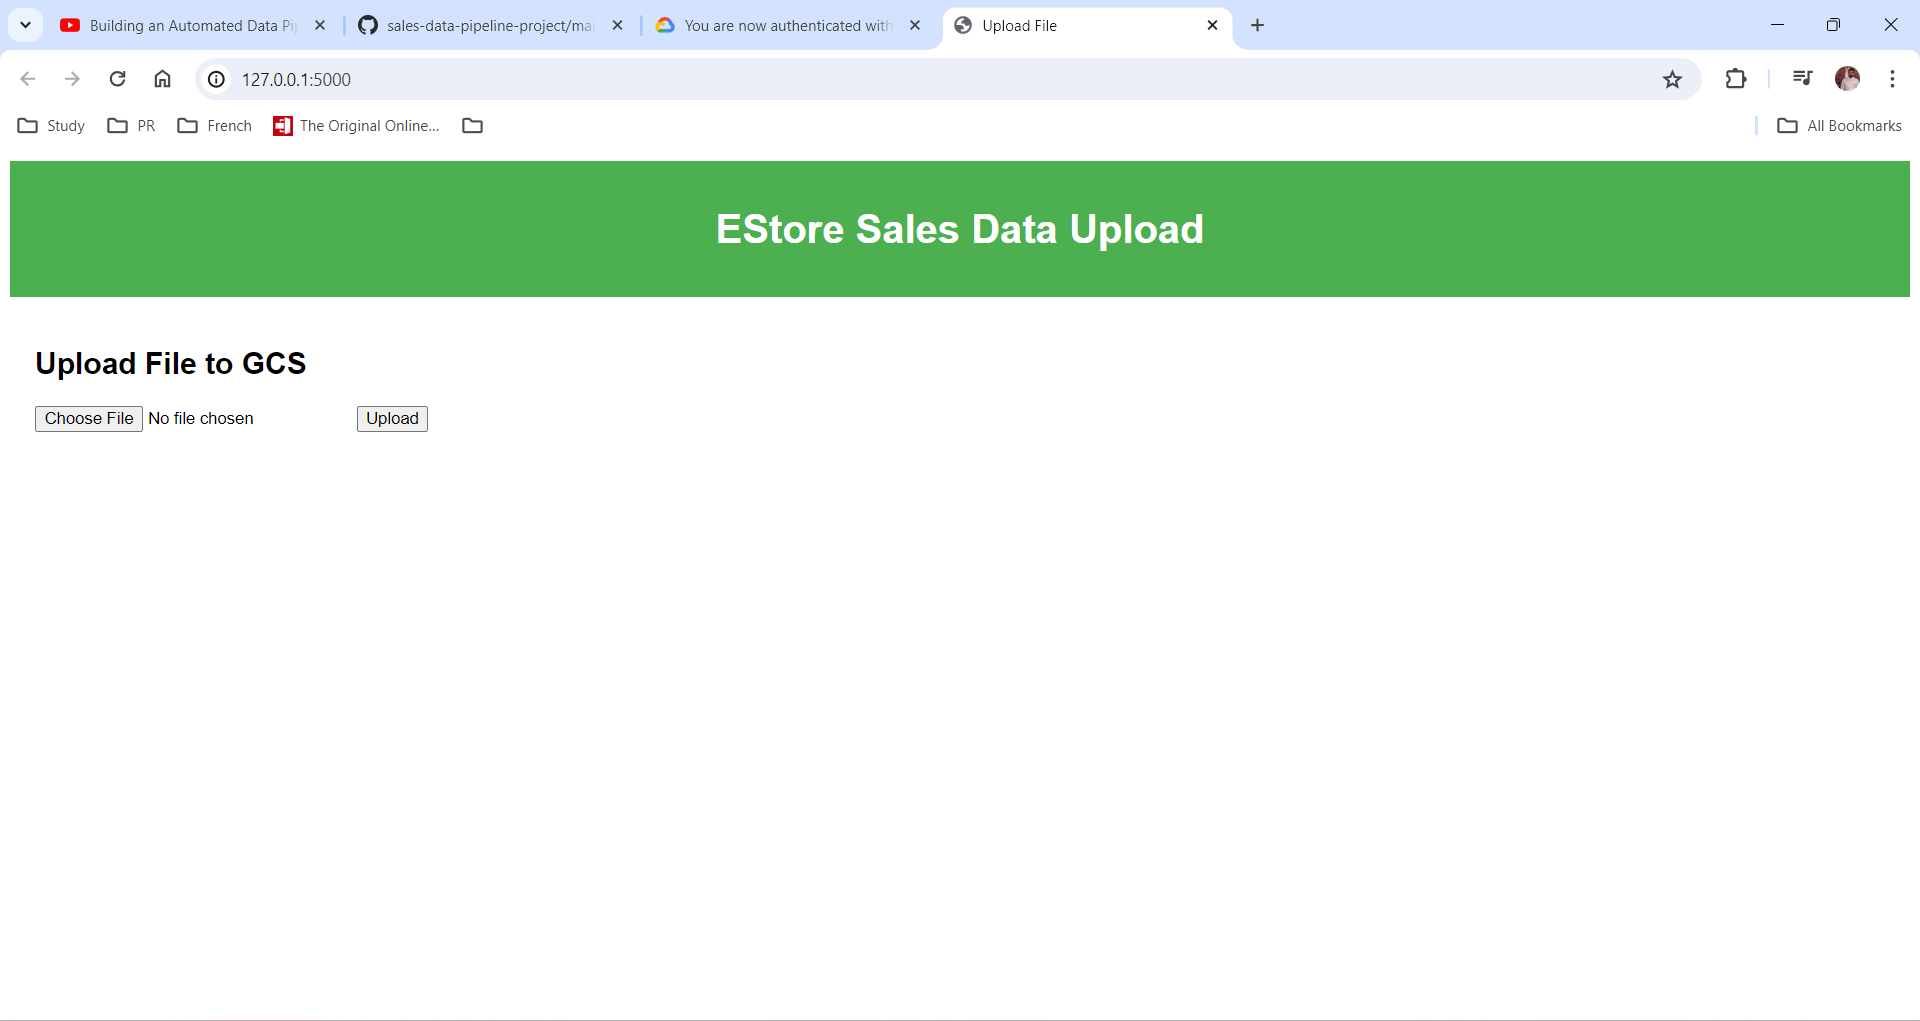 Building an Automated Data Pip
sales-data-pipeline-project/mai
You are now authenticated with
Upload File
127.0.0.1:5000
Study
PR
French
The Original Online...
All Bookmarks
EStore Sales Data Upload
Upload File to GCS
Choose File No file chosen Upload